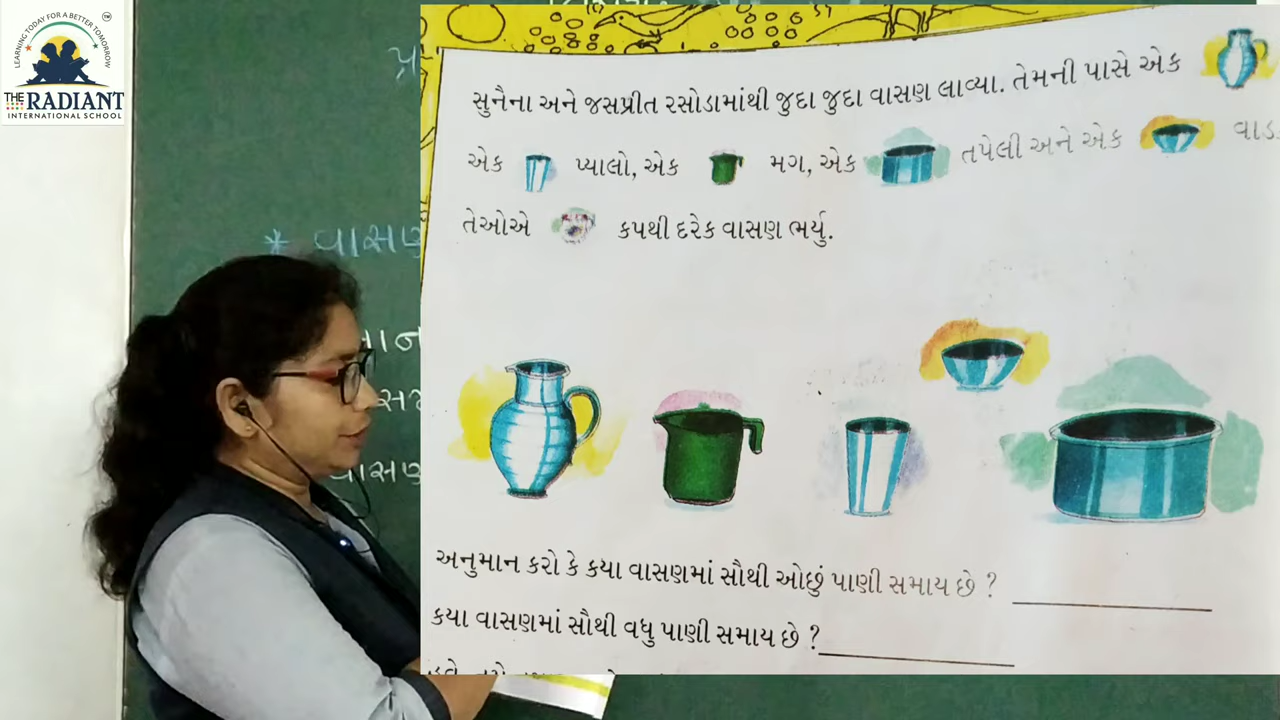 LEARNING TODAY FOR A BETTER TOMORROW
TM
THE RADIANT
INTERNATIONAL SCHOOL
* વાસણ
સુનૈના અને જસપ્રીત રસોડામાંથી જુદા જુદા વાસણ લાવ્યા. તેમની પાસે એક
એક પ્યાલો, એક મગ, એક તપેલી અને એક
તેઓએ કપથી દરેક વાસણ ભર્યુ.
અનુમાન કરો કે કયા વાસણમાં સૌથી ઓછું પાણી સમાય છે ?
કયા વાસણમાં સૌથી વધુ પાણી સમાય છે ?